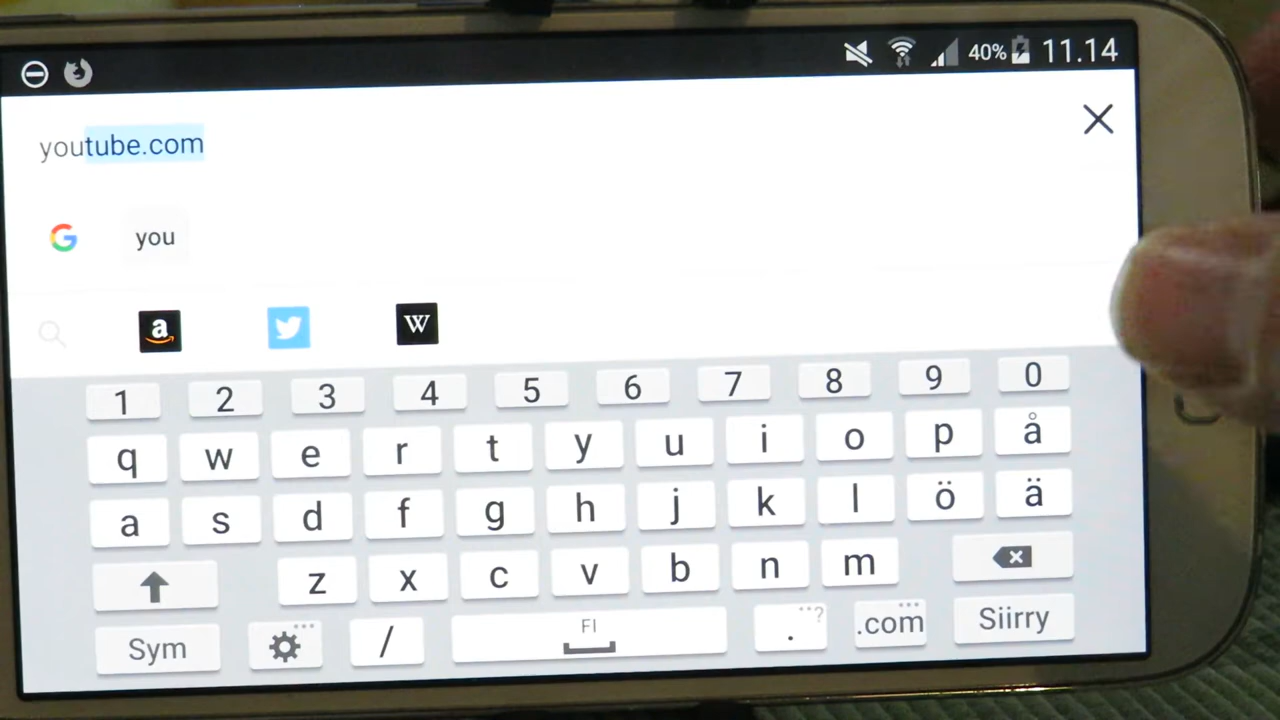 40% 11.14
youtube.com
G you
a W
1 2 3 4 5 6 7 8 9 0
q w e r t y u i o p å
a s d f g h j k l ö ä
z x c v b n m
Sym / FI . ? .com Siirry